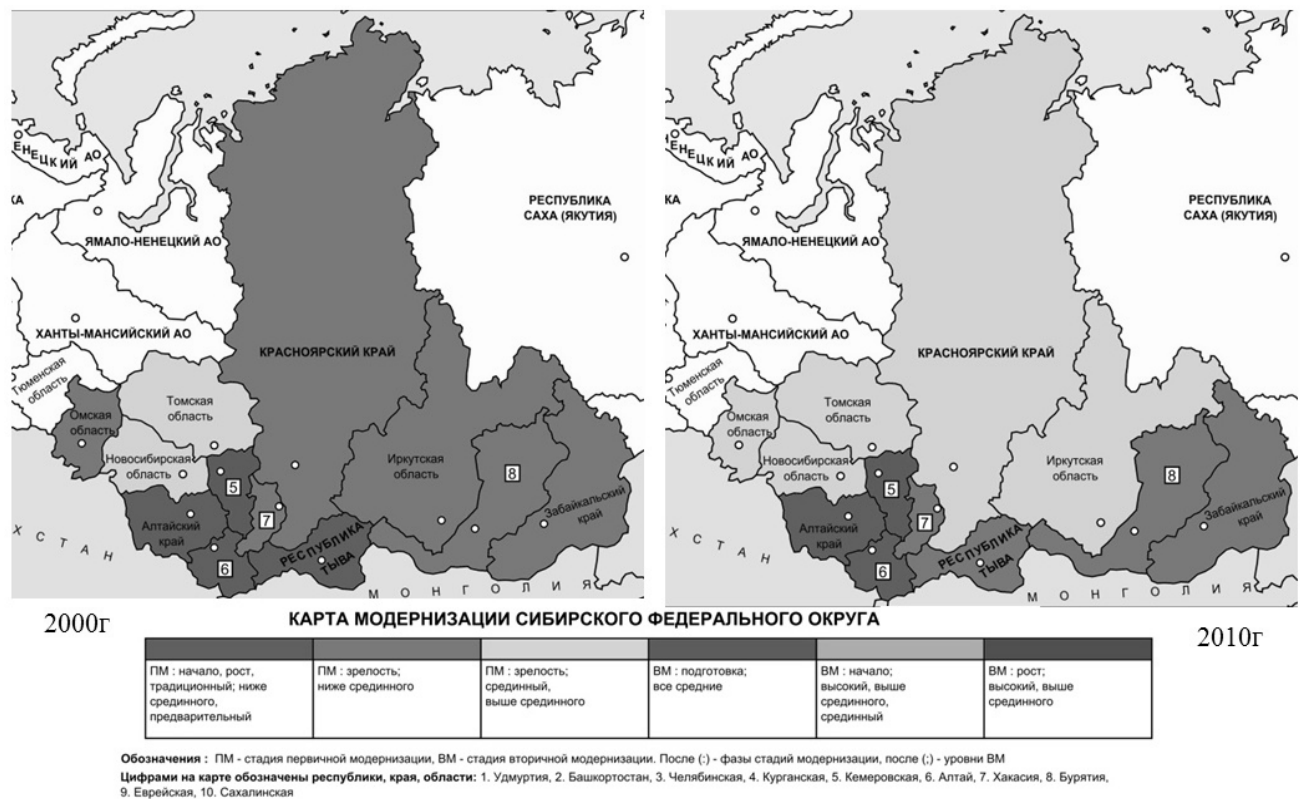 ЕНЕЦКИЙ АО
КА
ЯМАЛО-НЕНЕЦКИЙ АО
РЕСПУБЛИКА
САХА (ЯКУТИЯ)
ХАНТЫ-МАНСИЙСКИЙ АО
КРАСНОЯРСКИЙ КРАЙ
Тюменская
область
Томская
область
Омская
область
Новосибирская
область
Иркутская
область
8
5
Забайкальский
край
Алтайский
край
7
РЕСПУБЛИКА
ТЫВА
6
ХСТАН
МОНГОЛИЯ
НЕНЕЦКИЙ АО
КА
ЯМАЛО-НЕНЕЦКИЙ АО
РЕСПУБЛИКА
САХА (ЯКУТИЯ)
ХАНТЫ-МАНСИЙСКИЙ АО
КРАСНОЯРСКИЙ КРАЙ
Тюменская
область
Томская
область
Омская
область
Новосибирская
область
Иркутская
область
8
5
Забайкальский
край
Алтайский
край
7
РЕСПУБЛИКА
ТЫВА
6
ХСТАН
МОНГОЛИЯ
2000г
КАРТА МОДЕРНИЗАЦИИ СИБИРСКОГО ФЕДЕРАЛЬНОГО ОКРУГА
2010г
ПМ : начало, рост,
традиционный; ниже
срединного,
предварительный
ПМ : зрелость;
ниже срединного
ПМ : зрелость;
срединный,
выше срединного
ВМ : подготовка;
все средние
ВМ : начало;
высокий, выше
срединного,
срединный
ВМ : рост;
высокий, выше
срединного
Обозначения : ПМ - стадия первичной модернизации, ВМ - стадия вторичной модернизации. После (:) - фазы стадий модернизации, после (;) - уровни ВМ
Цифрами на карте обозначены республики, края, области: 1. Удмуртия, 2. Башкортостан, 3. Челябинская, 4. Курганская, 5. Кемеровская, 6. Алтай, 7. Хакасия, 8. Бурятия,
9. Еврейская, 10. Сахалинская